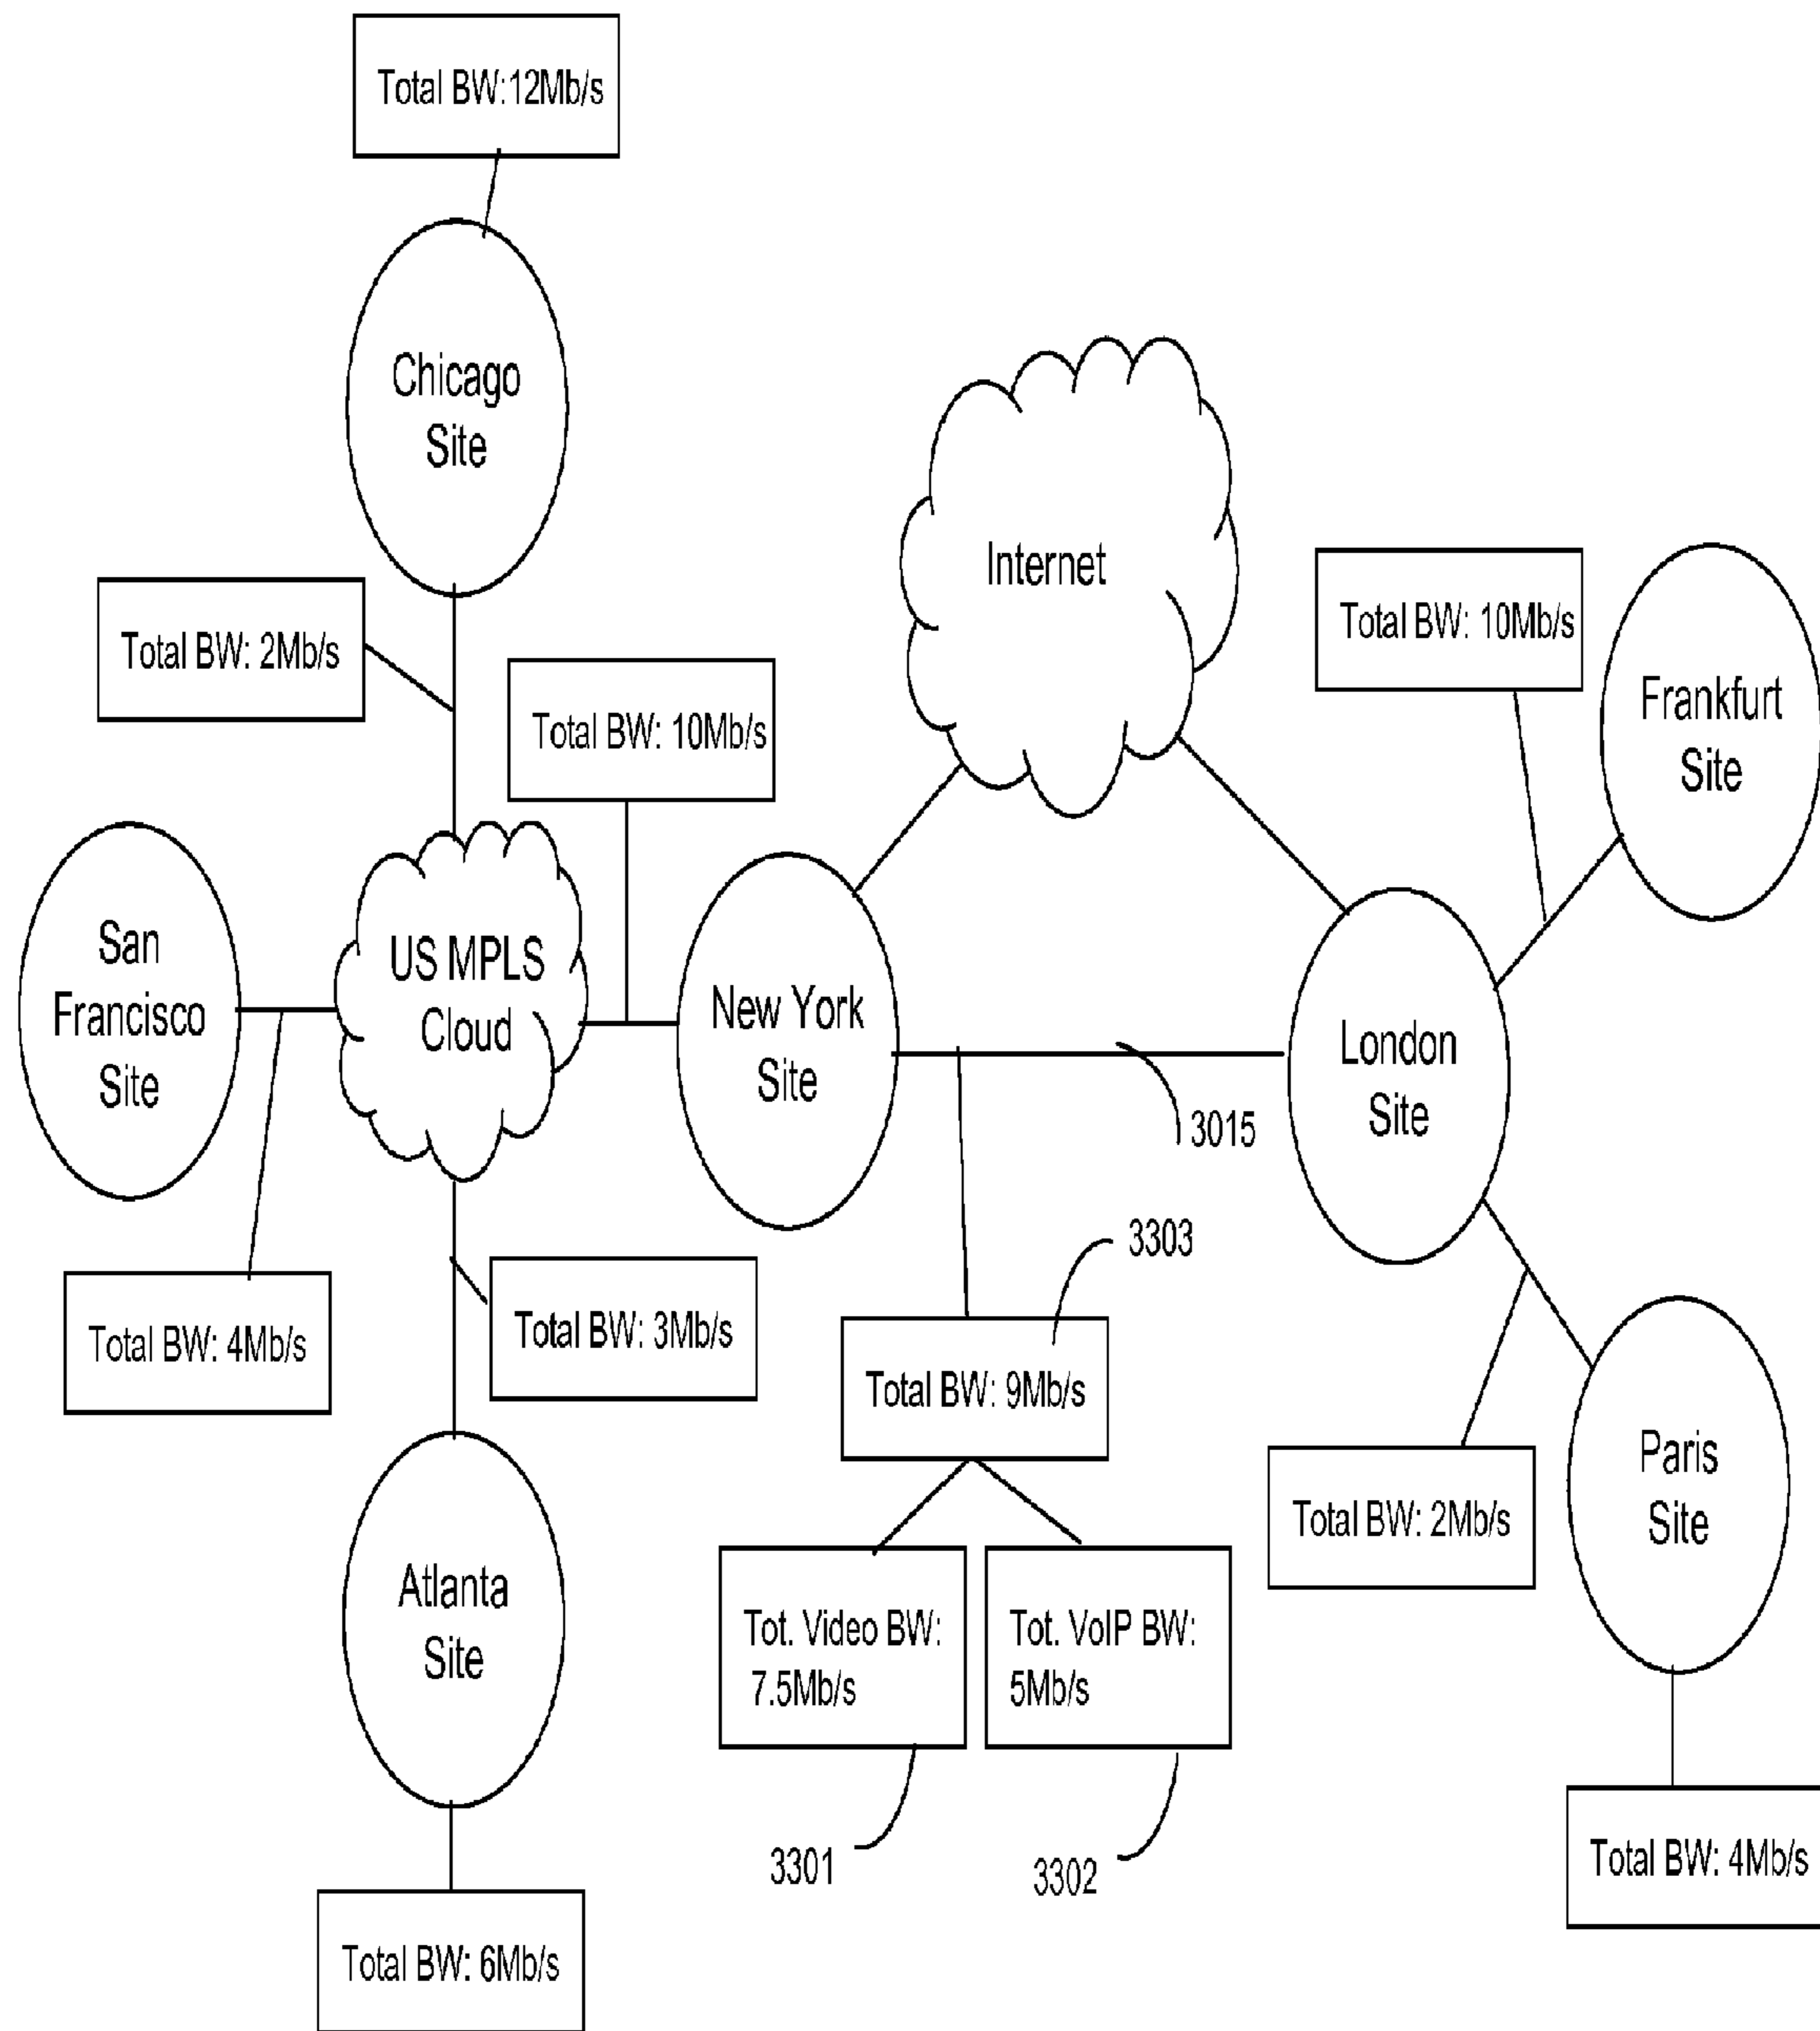 Total BW:12Mb/s
Chicago
Site
Internet
Total BW: 10Mb/s
Total BW: 2Mb/s
Frankfurt
Site
Total BW: 10Mb/s
San
Francisco
Site
US MPLS
Cloud
New York
Site
London
Site
3015
3303
Total BW: 4Mb/s
Total BW: 3Mb/s
Total BW: 9Mb/s
Paris
Site
Total BW: 2Mb/s
Atlanta
Site
Tot. Video BW:
7.5Mb/s
Tot. VoIP BW:
5Mb/s
3301
3302
Total BW: 4Mb/s
Total BW: 6Mb/s